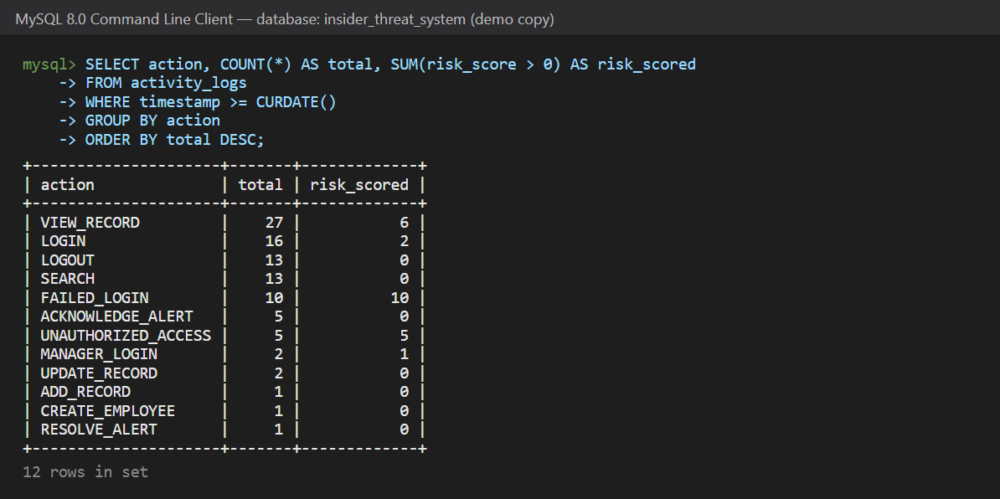 MySQL 8.0 Command Line Client — database: insider_threat_system (demo copy)
mysql> SELECT action, COUNT(*) AS total, SUM(risk_score > 0) AS risk_scored
    -> FROM activity_logs
    -> WHERE timestamp >= CURDATE()
    -> GROUP BY action
    -> ORDER BY total DESC;
+---------------------+-------+-------------+
| action              | total | risk_scored |
+---------------------+-------+-------------+
| VIEW_RECORD         |    27 |           6 |
| LOGIN               |    16 |           2 |
| LOGOUT              |    13 |           0 |
| SEARCH              |    13 |           0 |
| FAILED_LOGIN        |    10 |          10 |
| ACKNOWLEDGE_ALERT   |     5 |           0 |
| UNAUTHORIZED_ACCESS |     5 |           5 |
| MANAGER_LOGIN       |     2 |           1 |
| UPDATE_RECORD       |     2 |           0 |
| ADD_RECORD          |     1 |           0 |
| CREATE_EMPLOYEE     |     1 |           0 |
| RESOLVE_ALERT       |     1 |           0 |
+---------------------+-------+-------------+
12 rows in set